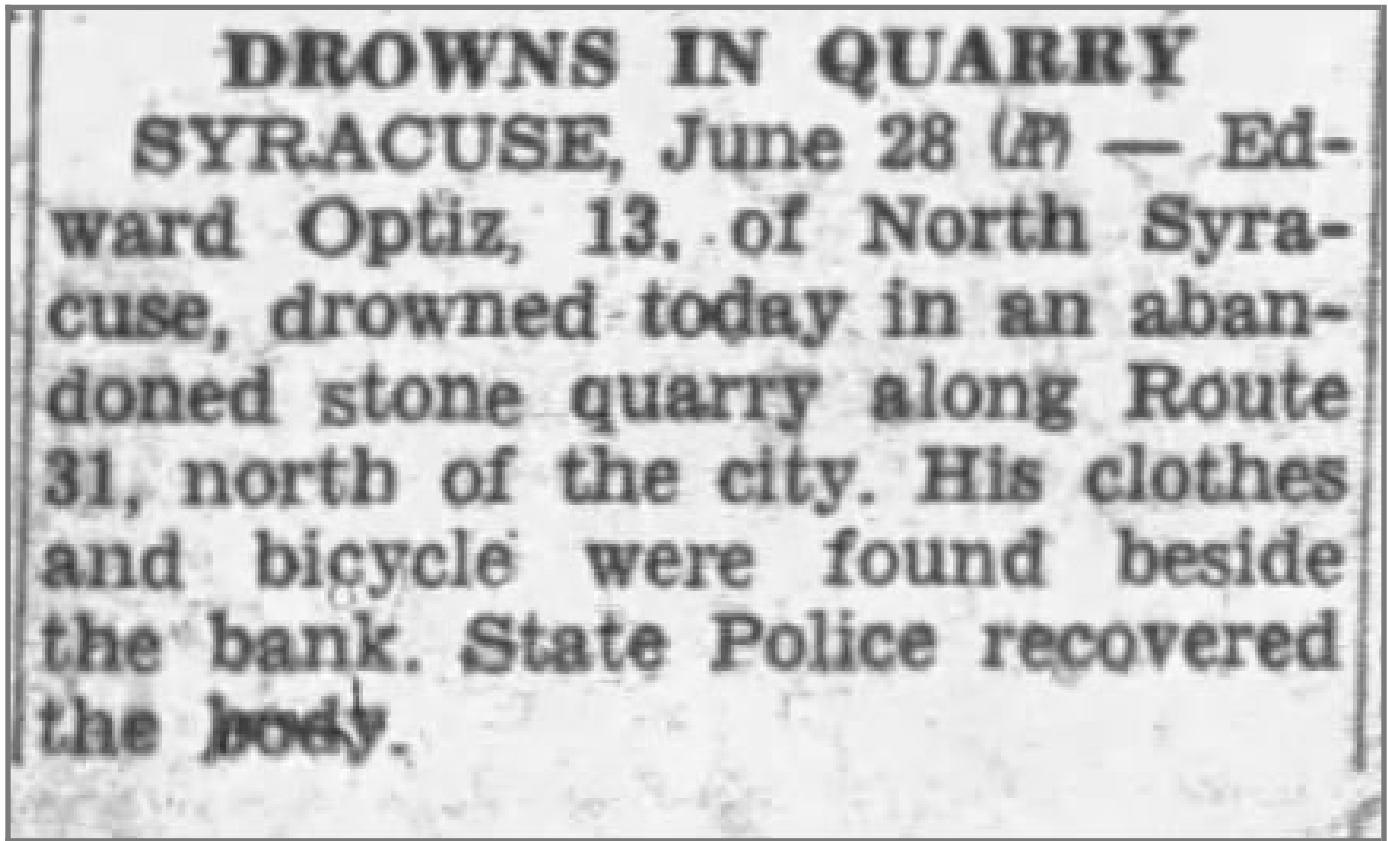 DROWNS IN QUARRY
SYRACUSE, June 28 (AP) — Ed-
ward Optiz, 13, of North Syra-
cuse, drowned today in an aban-
doned stone quarry along Route
31, north of the city. His clothes
and bicycle were found beside
the bank. State Police recovered
the body.